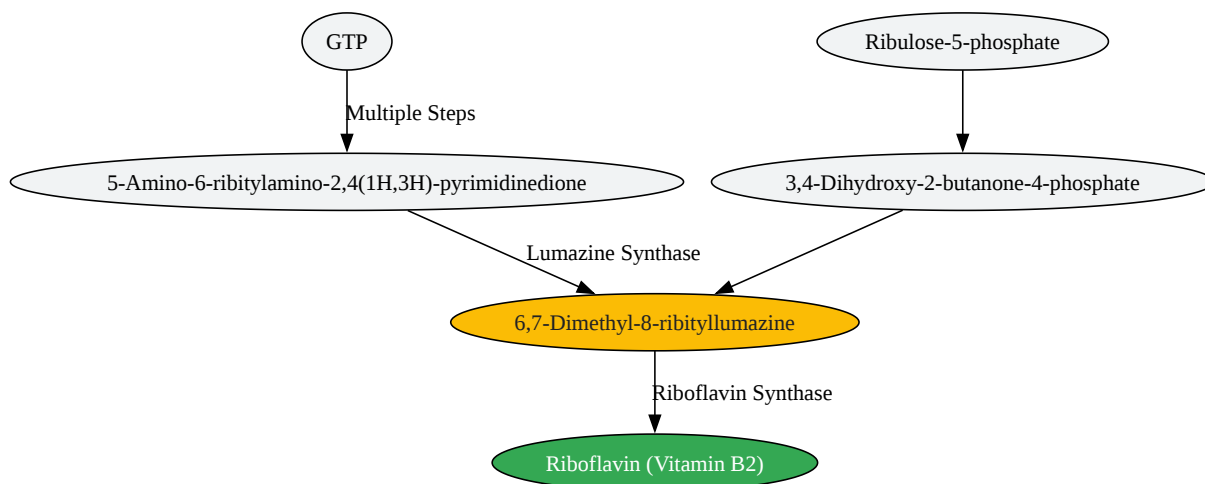 GTP
Ribulose-5-phosphate
Multiple Steps
5-Amino-6-ribitylamino-2,4(1H,3H)-pyrimidinedione
3,4-Dihydroxy-2-butanone-4-phosphate
Lumazine Synthase
6,7-Dimethyl-8-ribityllumazine
Riboflavin Synthase
Riboflavin (Vitamin B2)